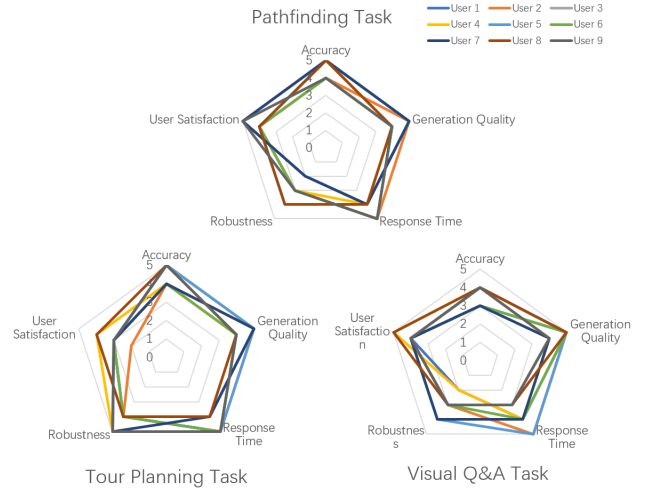 Pathfinding Task
User 1 User 2 User 3
User 4 User 5 User 6
User 7 User 8 User 9
Accuracy
5
4
3
2
1
0
User Satisfaction
Generation Quality
Robustness
Response Time
Accuracy
5
4
3
2
1
0
User
Satisfaction
Generation
Quality
Robustness
Response
Time
Tour Planning Task
Accuracy
5
4
3
2
1
0
User
Satisfactio
n
Generation
Quality
Robustnes
s
Response
Time
Visual Q&A Task